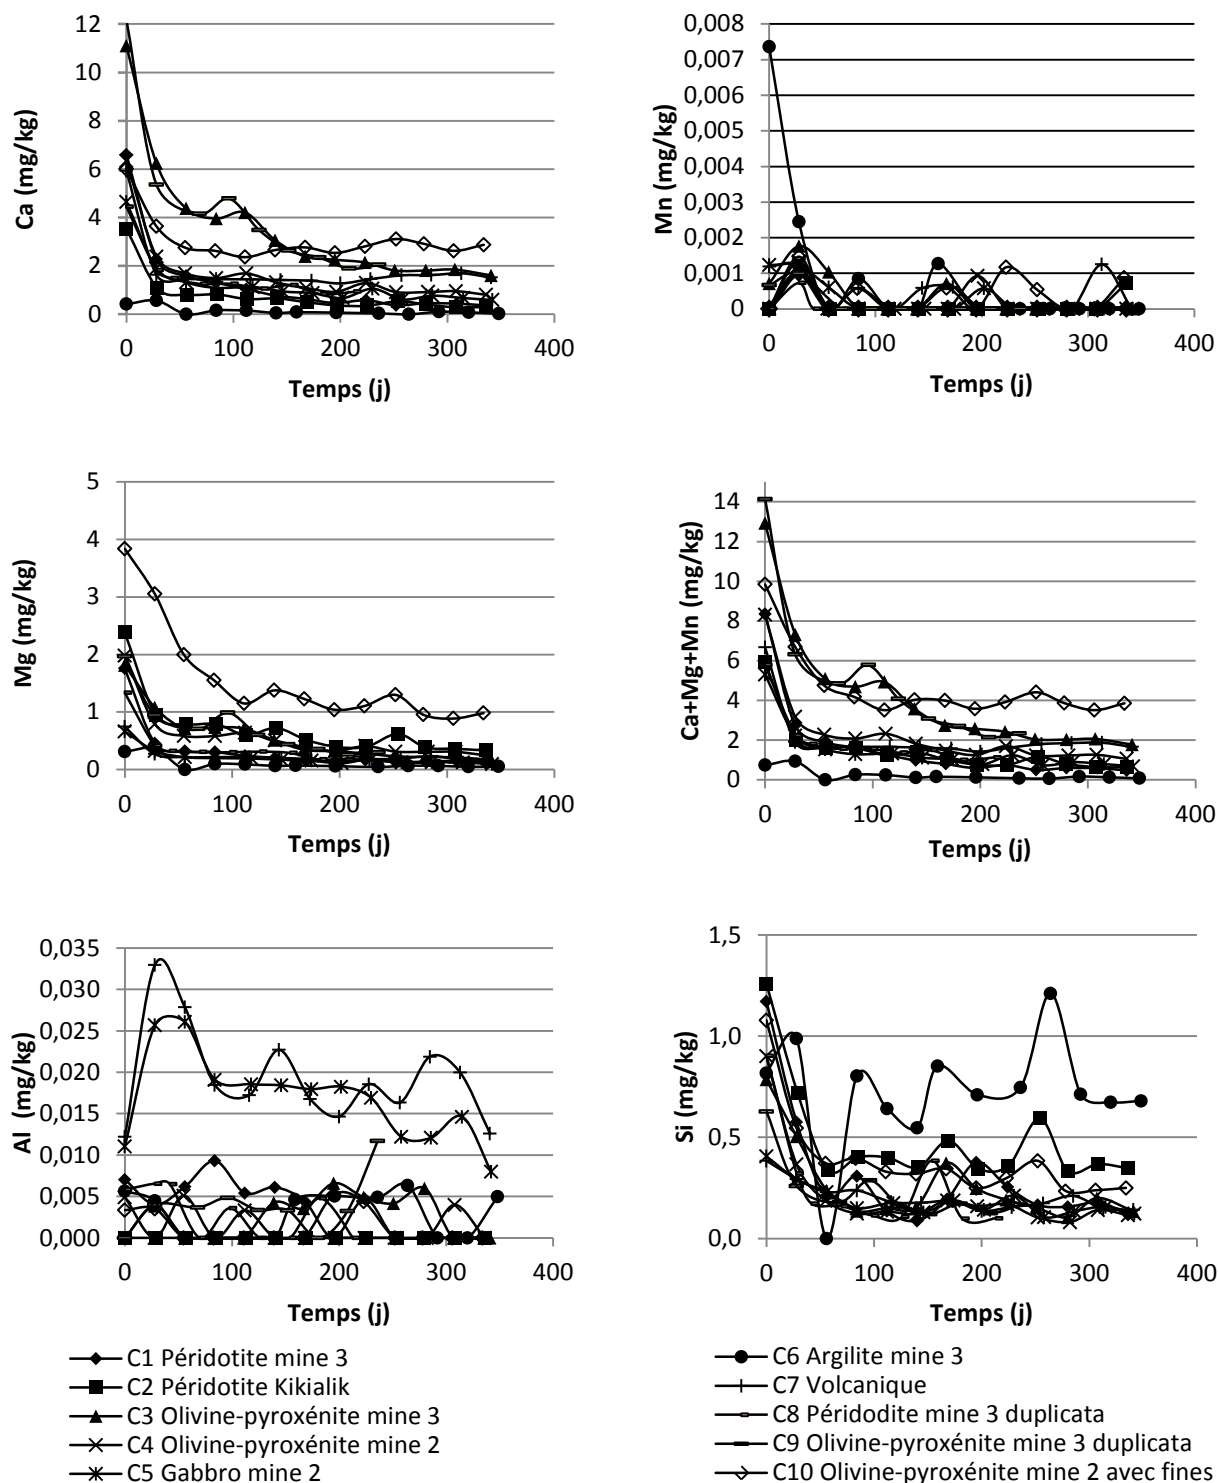 Ca (mg/kg)
12
10
8
6
4
2
0
0 100 200 300 400
Temps (j)
Mn (mg/kg)
0,008
0,007
0,006
0,005
0,004
0,003
0,002
0,001
0
0 100 200 300 400
Temps (j)
Mg (mg/kg)
5
4
3
2
1
0
0 100 200 300 400
Temps (j)
Ca+Mg+Mn (mg/kg)
14
12
10
8
6
4
2
0
0 100 200 300 400
Temps (j)
Al (mg/kg)
0,035
0,030
0,025
0,020
0,015
0,010
0,005
0,000
0 100 200 300 400
Temps (j)
Si (mg/kg)
1,5
1,0
0,5
0,0
0 100 200 300 400
Temps (j)
C1 Péridotite mine 3
C2 Péridotite Kikialik
C3 Olivine-pyroxénite mine 3
C4 Olivine-pyroxénite mine 2
C5 Gabbro mine 2
C6 Argilite mine 3
C7 Volcanique
C8 Péridodite mine 3 duplicata
C9 Olivine-pyroxénite mine 3 duplicata
C10 Olivine-pyroxénite mine 2 avec fines